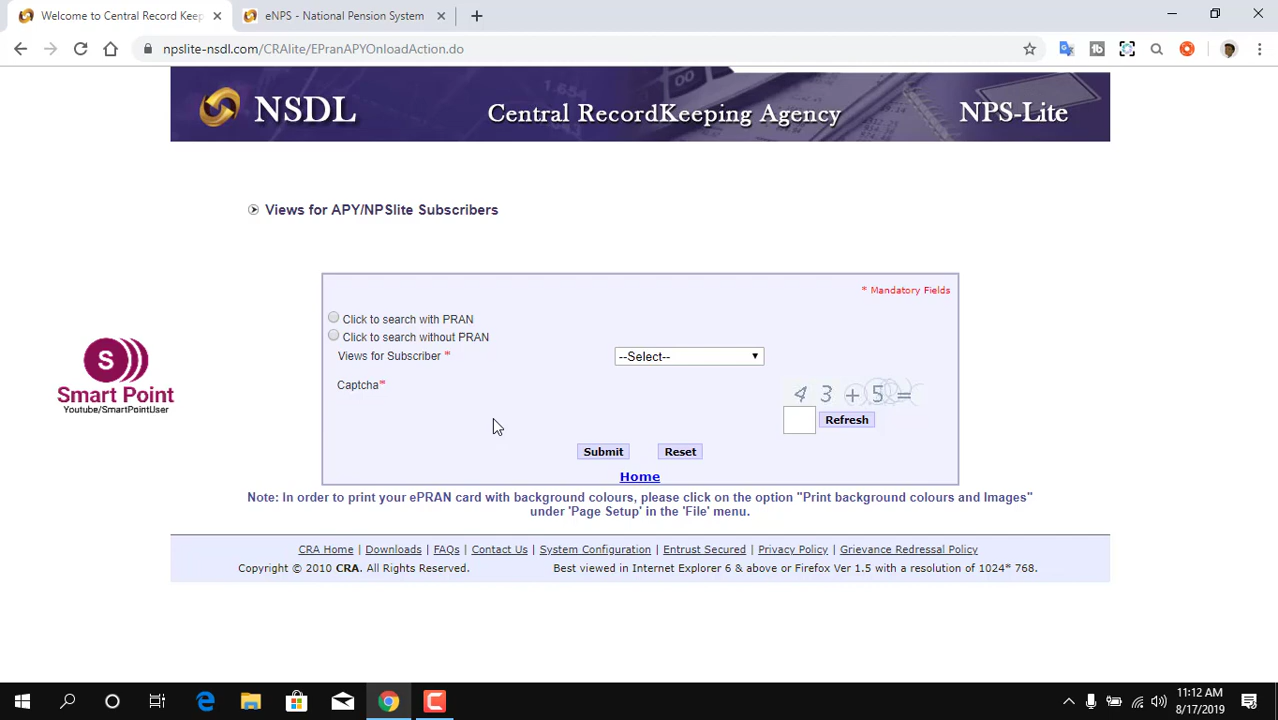 Welcome to Central Record Keep
eNPS - National Pension System
npslite-nsdl.com/CRAlite/EPranAPYOnloadAction.do
NSDL
Central RecordKeeping Agency
NPS-Lite
Views for APY/NPSlite Subscribers
* Mandatory Fields
Click to search with PRAN
Click to search without PRAN
Views for Subscriber *
--Select--
Captcha*
4 3 + 5 =
Refresh
Submit
Reset
Home
S
Smart Point
Youtube/SmartPointUser
Note: In order to print your ePRAN card with background colours, please click on the option "Print background colours and Images"
under 'Page Setup' in the 'File' menu.
CRA Home | Downloads | FAQs | Contact Us | System Configuration | Entrust Secured | Privacy Policy | Grievance Redressal Policy
Copyright © 2010 CRA. All Rights Reserved.
Best viewed in Internet Explorer 6 & above or Firefox Ver 1.5 with a resolution of 1024* 768.
11:12 AM
8/17/2019